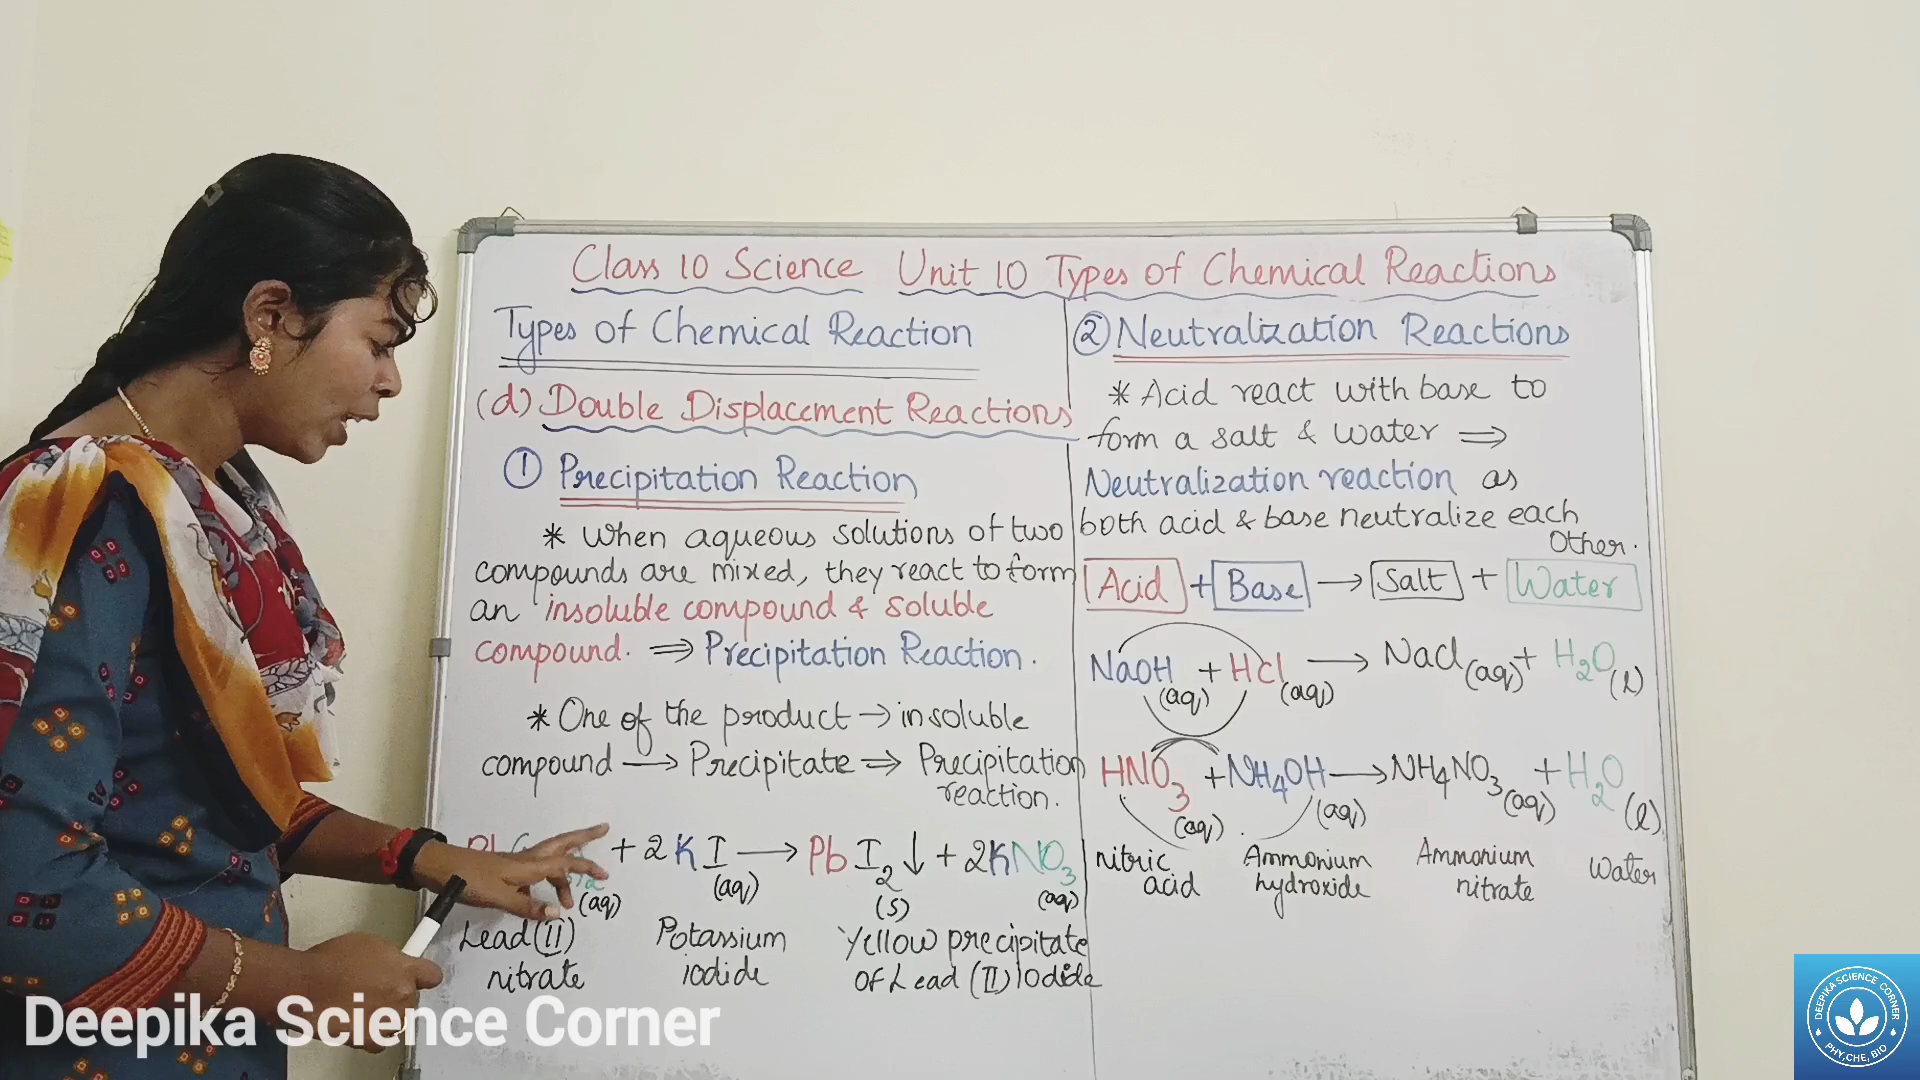 Class 10 Science Unit 10 Types of Chemical Reactions
Types of Chemical Reaction
(d) Double Displacement Reactions
① Precipitation Reaction
* When aqueous solutions of two
compounds are mixed, they react to form
an insoluble compound & soluble
compound. ⇒ Precipitation Reaction.
* One of the product → insoluble
compound → Precipitate ⇒ Precipitation
reaction.
+ 2KI → PbI2 ↓ + 2KNO3
(aq) (aq) (s) (aq)
Lead (II) Potassium Yellow precipitate
nitrate iodide of Lead (II) Iodide
② Neutralization Reactions
* Acid react with base to
form a salt & water ⇒
Neutralization reaction as
both acid & base neutralize each
other.
Acid + Base → Salt + Water
NaOH (aq) + HCl (aq) → NaCl (aq) + H2O (l)
HNO3 (aq) + NH4OH (aq) → NH4NO3 (aq) + H2O (l)
nitric Ammonium Ammonium Water
acid hydroxide nitrate
Deepika Science Corner
DEEPIKA SCIENCE CORNER
PHY,CHE, BIO